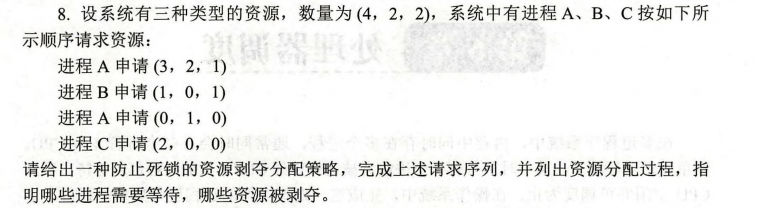 8. 设系统有三种类型的资源，数量为 (4，2，2)，系统中有进程 A、B、C 按如下所
示顺序请求资源：
进程 A 申请 (3，2，1)
进程 B 申请 (1，0，1)
进程 A 申请 (0，1，0)
进程 C 申请 (2，0，0)
请给出一种防止死锁的资源剥夺分配策略，完成上述请求序列，并列出资源分配过程，指
明哪些进程需要等待，哪些资源被剥夺。